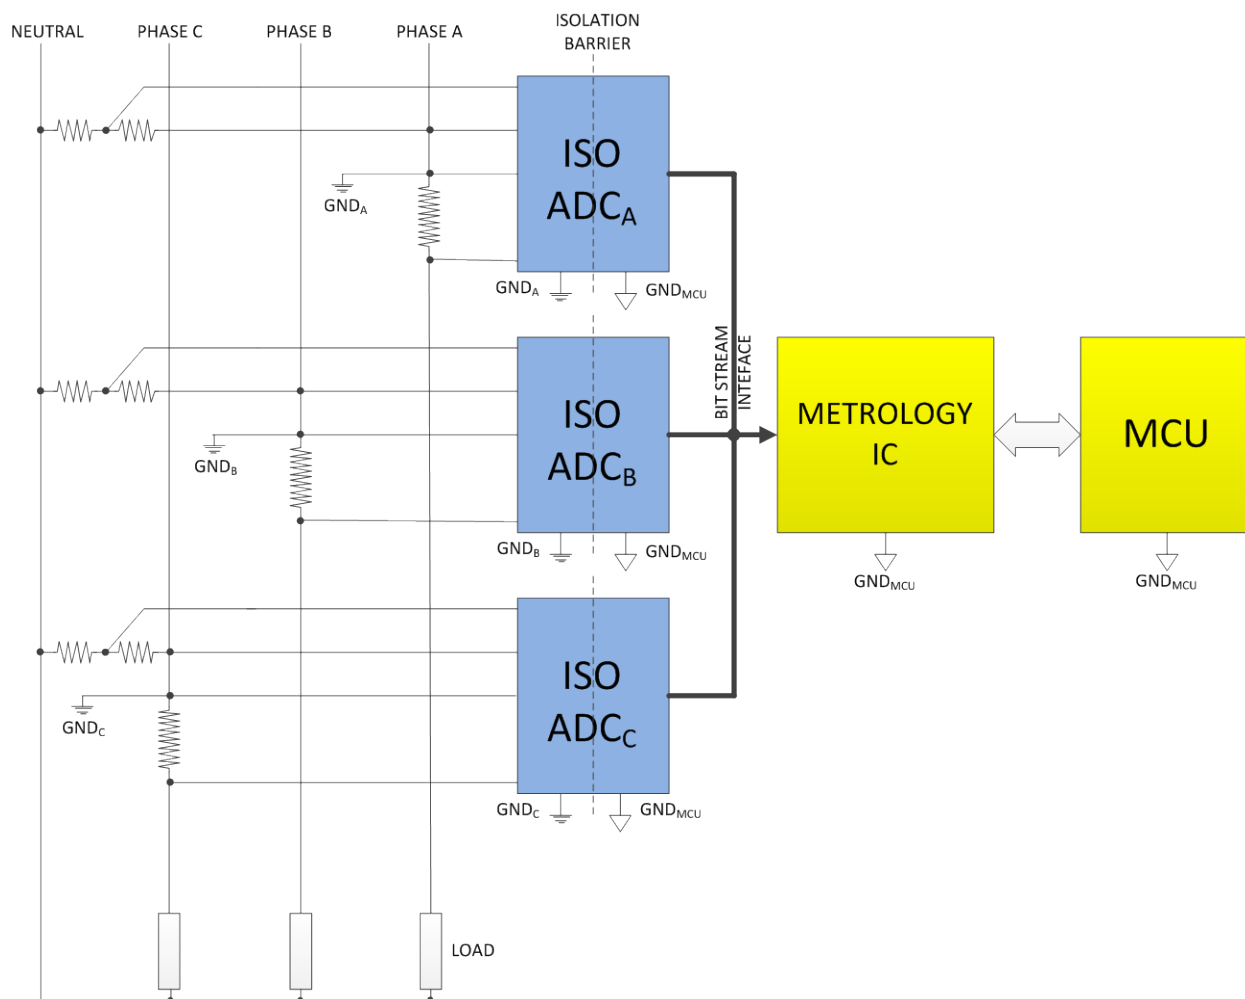 NEUTRAL
PHASE C
PHASE B
PHASE A
ISOLATION
BARRIER
ISO
ADCA
GNDA
GNDA
GNDMCU
BIT STREAM
INTEFACE
ISO
ADCB
GNDB
GNDB
GNDMCU
METROLOGY
IC
GNDMCU
MCU
GNDMCU
ISO
ADCC
GNDC
GNDC
GNDMCU
LOAD